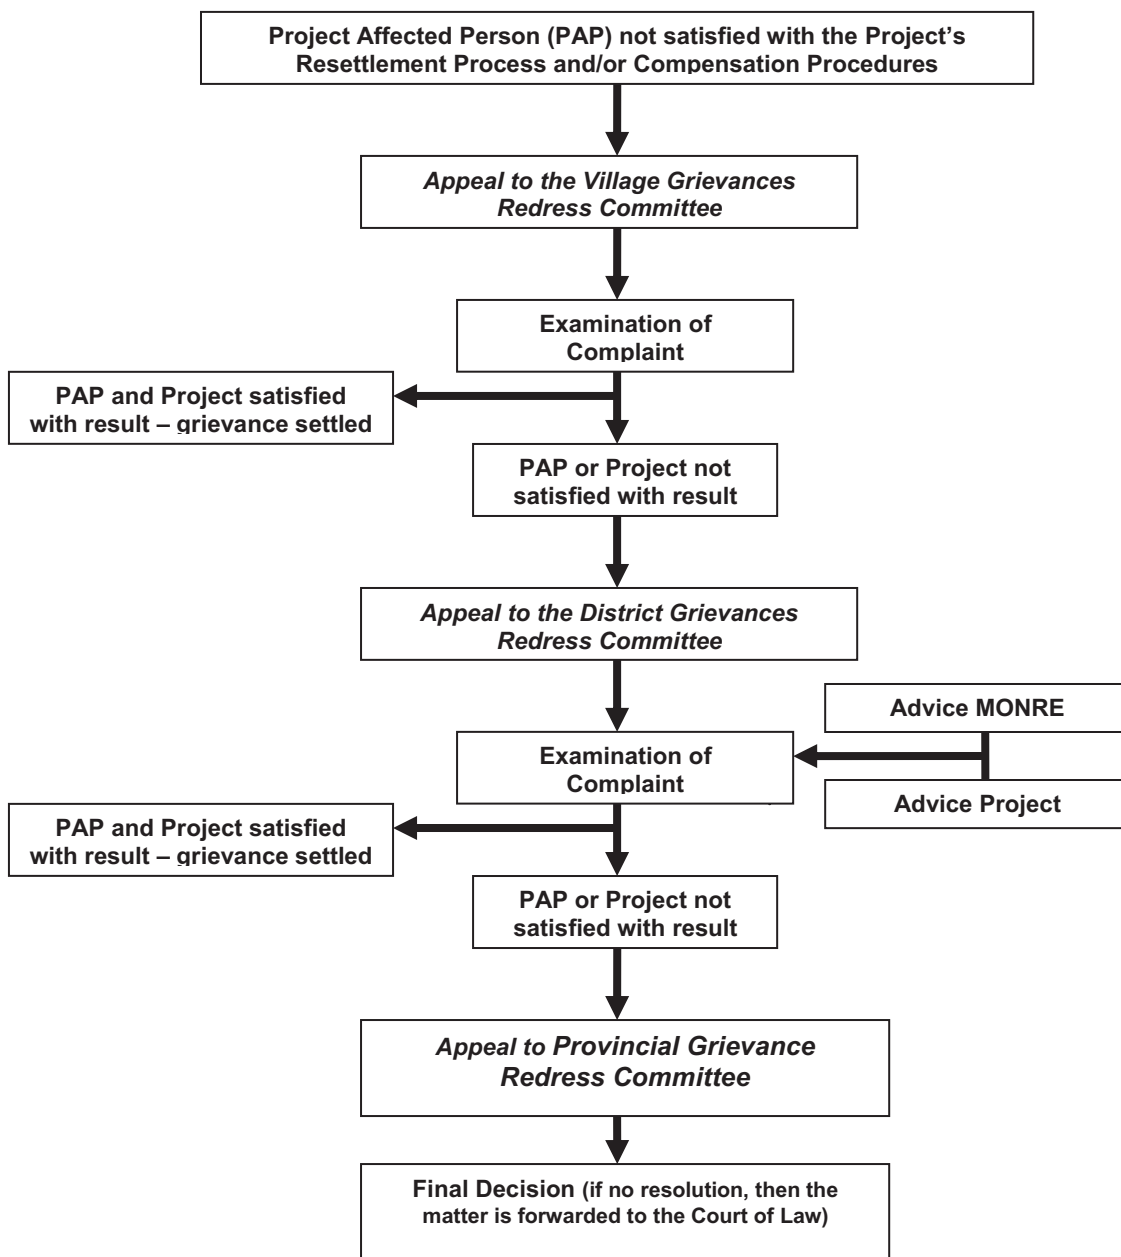 Project Affected Person (PAP) not satisfied with the Project's
Resettlement Process and/or Compensation Procedures
Appeal to the Village Grievances
Redress Committee
Examination of
Complaint
PAP and Project satisfied
with result – grievance settled
PAP or Project not
satisfied with result
Appeal to the District Grievances
Redress Committee
Advice MONRE
Examination of
Complaint
Advice Project
PAP and Project satisfied
with result – grievance settled
PAP or Project not
satisfied with result
Appeal to Provincial Grievance
Redress Committee
Final Decision (if no resolution, then the
matter is forwarded to the Court of Law)